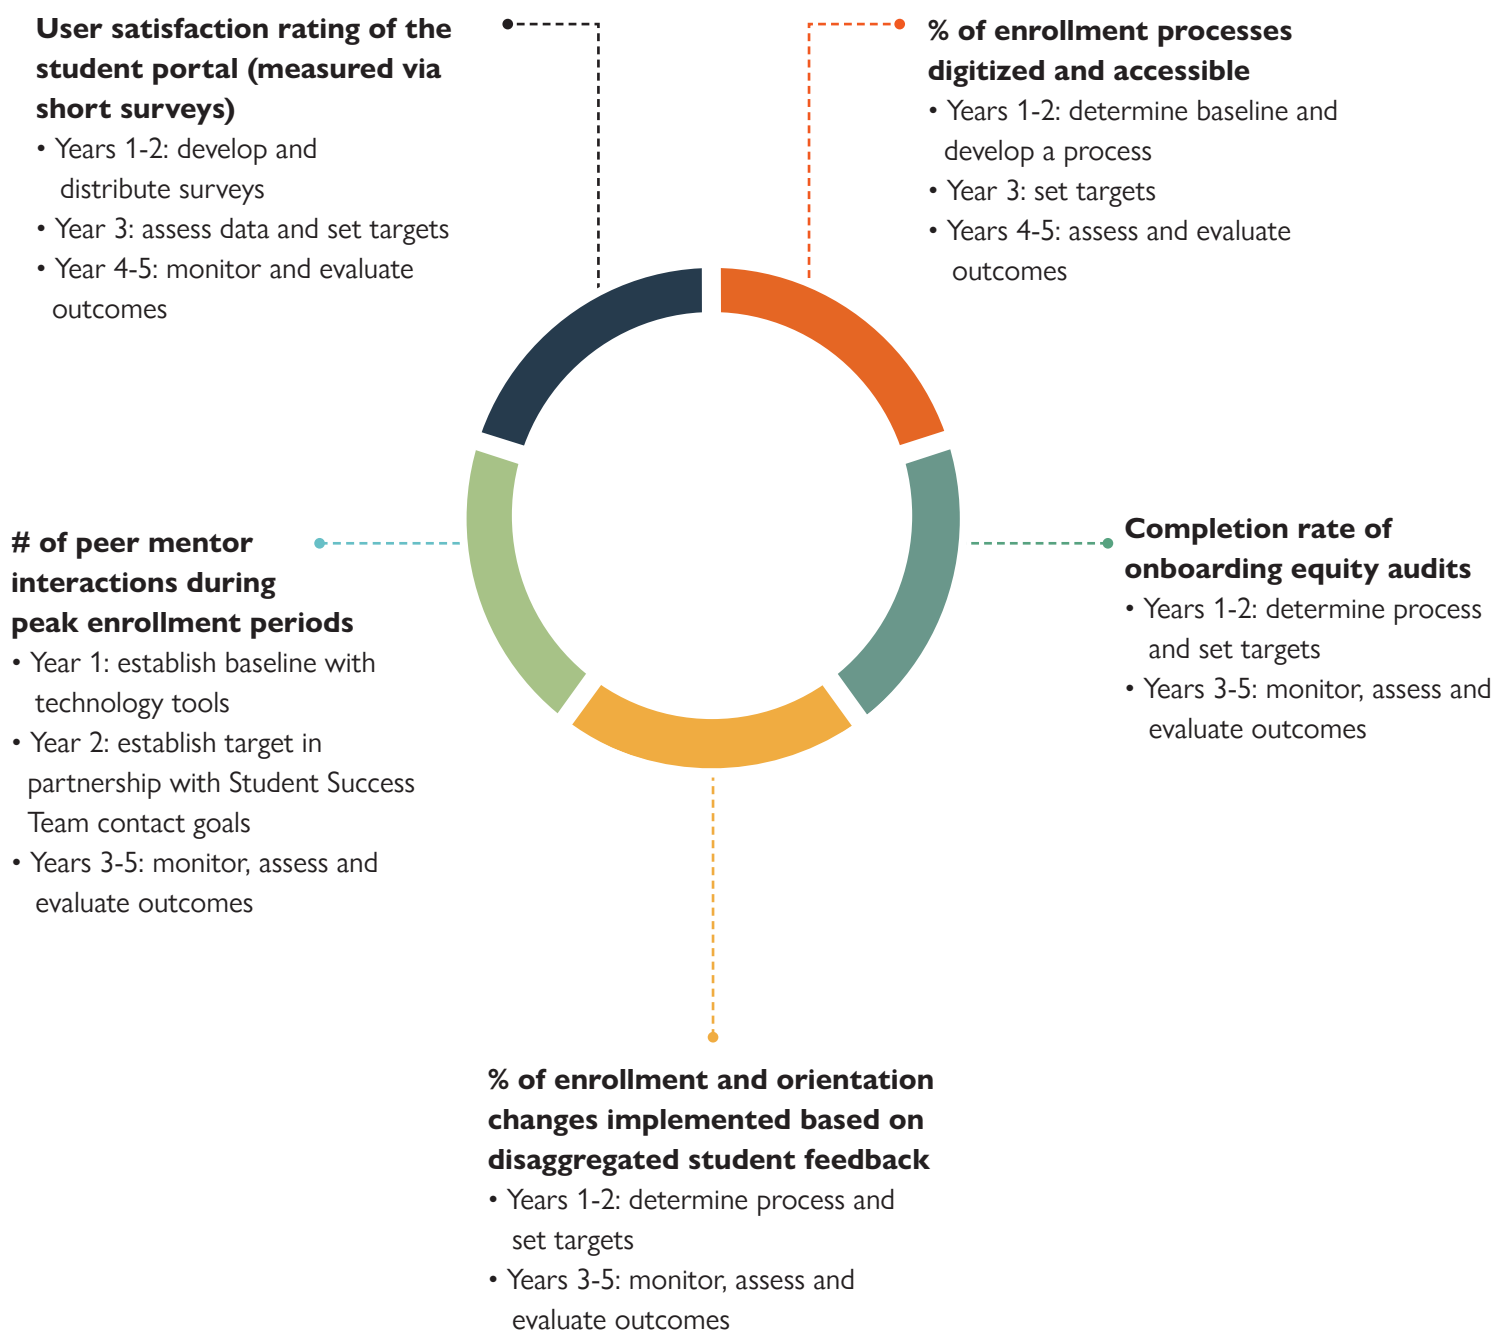 User satisfaction rating of the
student portal (measured via
short surveys)
• Years 1-2: develop and
distribute surveys
• Year 3: assess data and set targets
• Year 4-5: monitor and evaluate
outcomes
% of enrollment processes
digitized and accessible
• Years 1-2: determine baseline and
develop a process
• Year 3: set targets
• Years 4-5: assess and evaluate
outcomes
# of peer mentor
interactions during
peak enrollment periods
• Year 1: establish baseline with
technology tools
• Year 2: establish target in
partnership with Student Success
Team contact goals
• Years 3-5: monitor, assess and
evaluate outcomes
Completion rate of
onboarding equity audits
• Years 1-2: determine process
and set targets
• Years 3-5: monitor, assess and
evaluate outcomes
% of enrollment and orientation
changes implemented based on
disaggregated student feedback
• Years 1-2: determine process and
set targets
• Years 3-5: monitor, assess and
evaluate outcomes